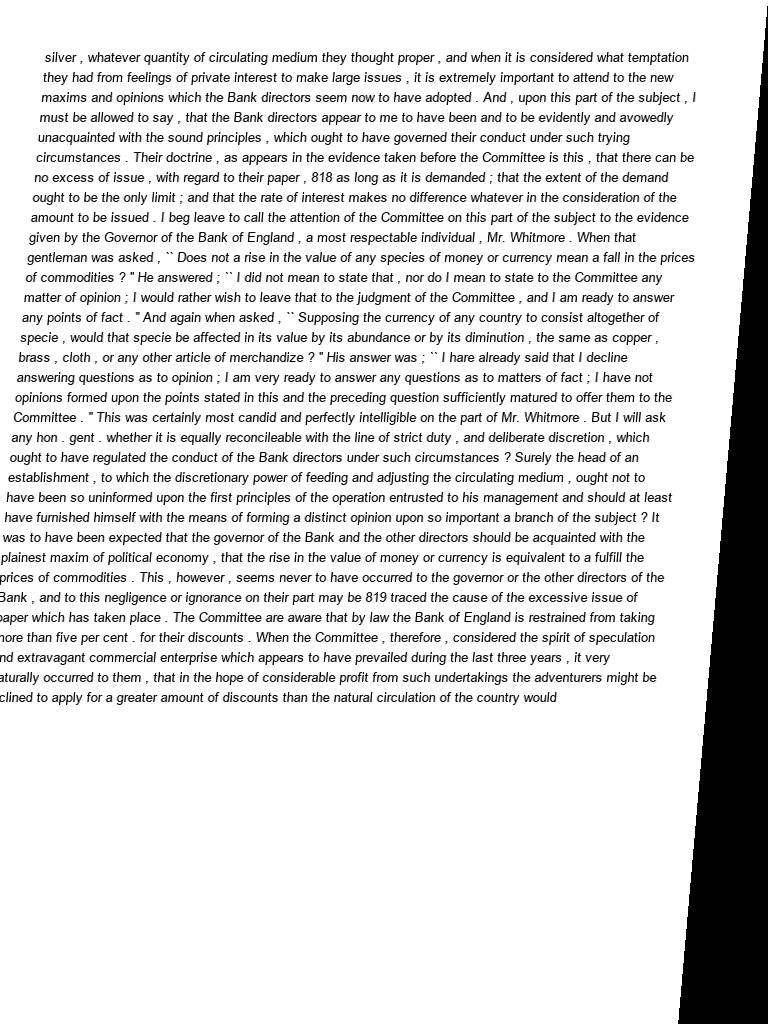 silver , whatever quantity of circulating medium they thought proper , and when it is considered what temptation
they had from feelings of private interest to make large issues , it is extremely important to attend to the new
maxims and opinions which the Bank directors seem now to have adopted . And , upon this part of the subject , I
must be allowed to say , that the Bank directors appear to me to have been and to be evidently and avowedly
unacquainted with the sound principles , which ought to have governed their conduct under such trying
circumstances . Their doctrine , as appears in the evidence taken before the Committee is this , that there can be
no excess of issue , with regard to their paper , 818 as long as it is demanded ; that the extent of the demand
ought to be the only limit ; and that the rate of interest makes no difference whatever in the consideration of the
amount to be issued . I beg leave to call the attention of the Committee on this part of the subject to the evidence
given by the Governor of the Bank of England , a most respectable individual , Mr. Whitmore . When that
gentleman was asked , `` Does not a rise in the value of any species of money or currency mean a fall in the prices
of commodities ? '' He answered ; `` I did not mean to state that , nor do I mean to state to the Committee any
matter of opinion ; I would rather wish to leave that to the judgment of the Committee , and I am ready to answer
any points of fact . '' And again when asked , `` Supposing the currency of any country to consist altogether of
specie , would that specie be affected in its value by its abundance or by its diminution , the same as copper ,
brass , cloth , or any other article of merchandize ? '' His answer was ; `` I hare already said that I decline
answering questions as to opinion ; I am very ready to answer any questions as to matters of fact ; I have not
opinions formed upon the points stated in this and the preceding question sufficiently matured to offer them to the
Committee . '' This was certainly most candid and perfectly intelligible on the part of Mr. Whitmore . But I will ask
any hon . gent . whether it is equally reconcileable with the line of strict duty , and deliberate discretion , which
ought to have regulated the conduct of the Bank directors under such circumstances ? Surely the head of an
establishment , to which the discretionary power of feeding and adjusting the circulating medium , ought not to
have been so uninformed upon the first principles of the operation entrusted to his management and should at least
have furnished himself with the means of forming a distinct opinion upon so important a branch of the subject ? It
was to have been expected that the governor of the Bank and the other directors should be acquainted with the
plainest maxim of political economy , that the rise in the value of money or currency is equivalent to a fulfill the
prices of commodities . This , however , seems never to have occurred to the governor or the other directors of the
Bank , and to this negligence or ignorance on their part may be 819 traced the cause of the excessive issue of
paper which has taken place . The Committee are aware that by law the Bank of England is restrained from taking
more than five per cent . for their discounts . When the Committee , therefore , considered the spirit of speculation
nd extravagant commercial enterprise which appears to have prevailed during the last three years , it very
aturally occurred to them , that in the hope of considerable profit from such undertakings the adventurers might be
clined to apply for a greater amount of discounts than the natural circulation of the country would